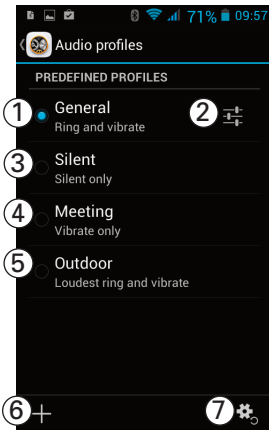 71% 09:57
Audio profiles
PREDEFINED PROFILES
1 General 2
Ring and vibrate
3 Silent
Silent only
4 Meeting
Vibrate only
5 Outdoor
Loudest ring and vibrate
6 7